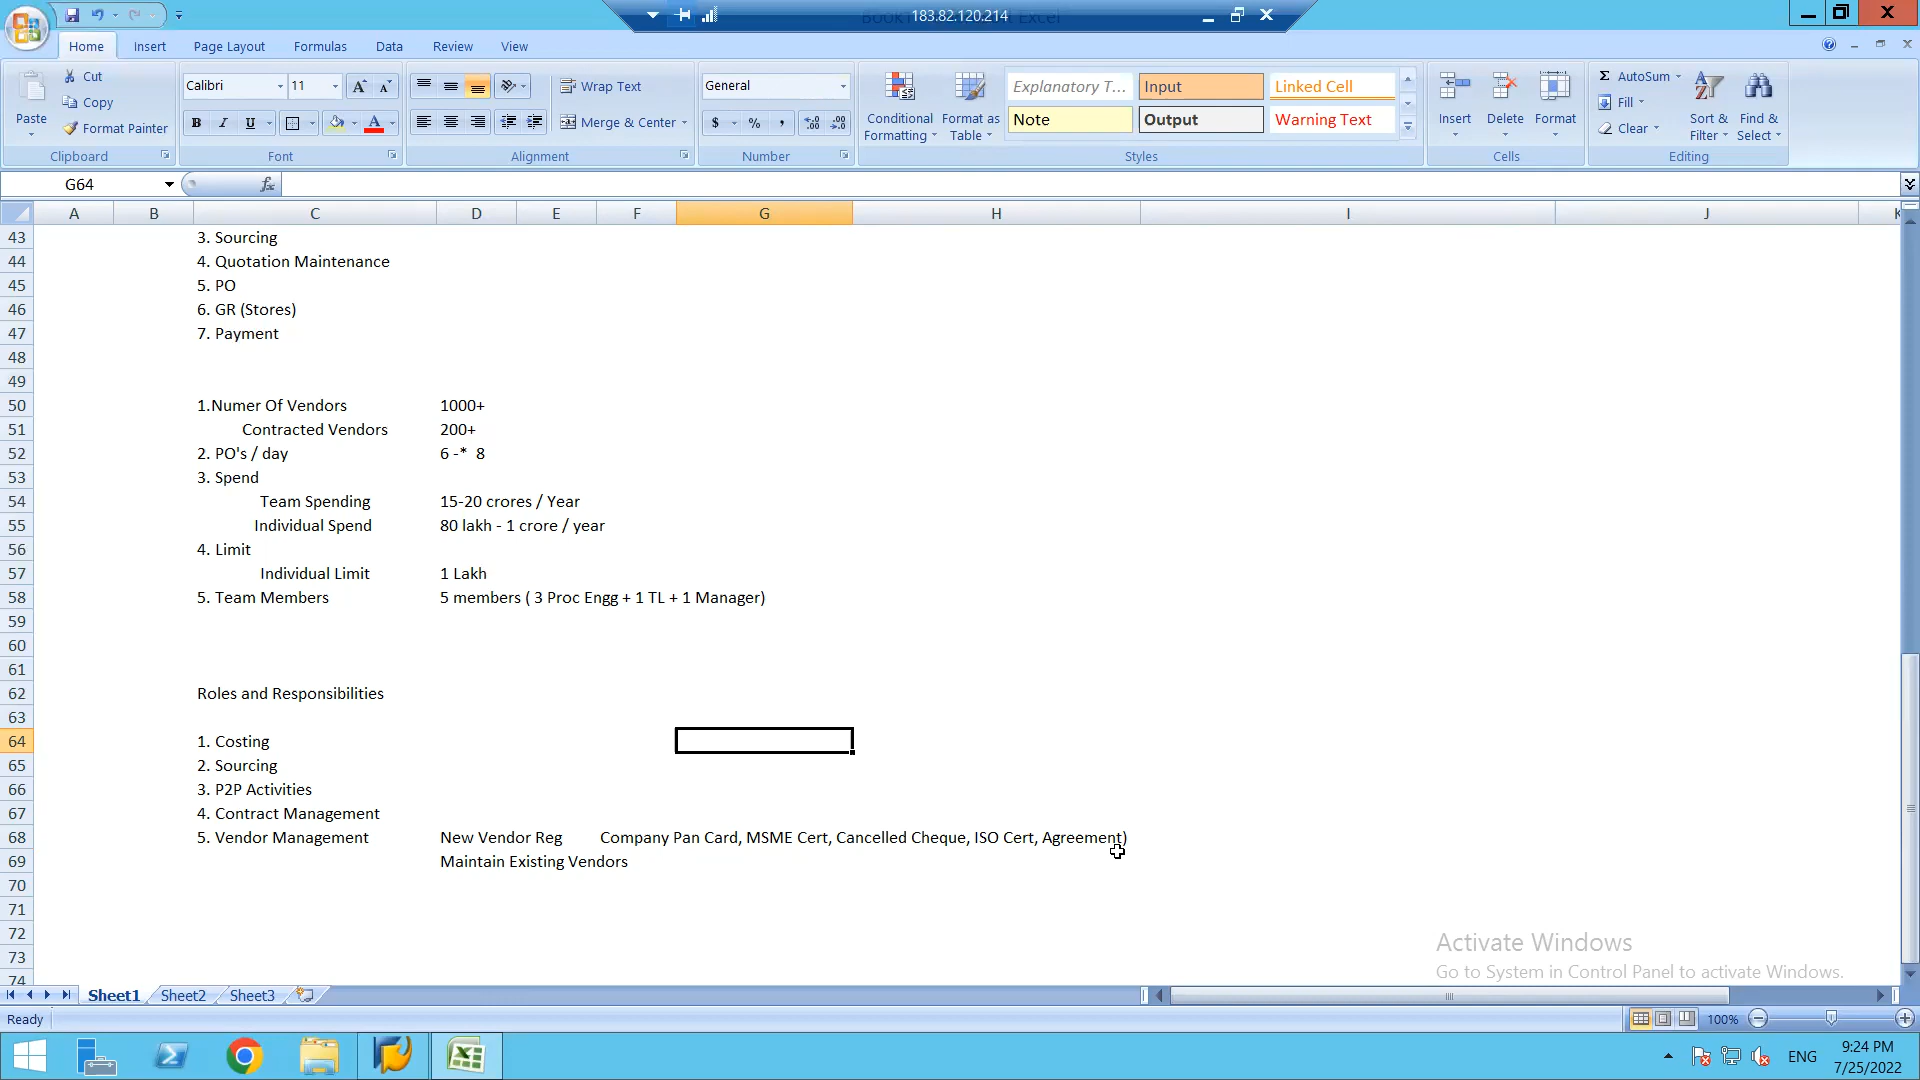 183.82.120.214
Home Insert Page Layout Formulas Data Review View
Paste
Cut
Copy
Format Painter
Clipboard
Calibri 11
B I U A
Font
Wrap Text
Merge & Center
Alignment
General
$ % ,
Number
Conditional Formatting
Format as Table
Explanatory T... Input Linked Cell
Note Output Warning Text
Styles
Insert Delete Format
Cells
Σ AutoSum
Fill
Clear
Sort & Filter
Find & Select
Editing
G64 fx
A B C D E F G H I J K
43 3. Sourcing
44 4. Quotation Maintenance
45 5. PO
46 6. GR (Stores)
47 7. Payment
48
49
50 1.Numer Of Vendors 1000+
51 Contracted Vendors 200+
52 2. PO's / day 6 -* 8
53 3. Spend
54 Team Spending 15-20 crores / Year
55 Individual Spend 80 lakh - 1 crore / year
56 4. Limit
57 Individual Limit 1 Lakh
58 5. Team Members 5 members ( 3 Proc Engg + 1 TL + 1 Manager)
59
60
61
62 Roles and Responsibilities
63
64 1. Costing
65 2. Sourcing
66 3. P2P Activities
67 4. Contract Management
68 5. Vendor Management New Vendor Reg Company Pan Card, MSME Cert, Cancelled Cheque, ISO Cert, Agreement)
69 Maintain Existing Vendors
70
71
72
73
74
Activate Windows
Go to System in Control Panel to activate Windows.
Sheet1 Sheet2 Sheet3
Ready 100%
ENG
9:24 PM
7/25/2022